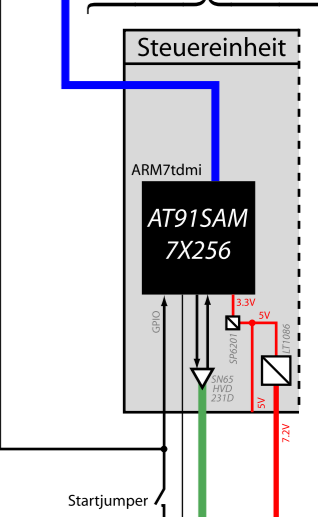 Steuereinheit
ARM7tdmi
AT91SAM
7X256
3.3V
GPIO
5V
SP6201
LT1086
SN65
HVD
231D
5V
7.2V
Startjumper